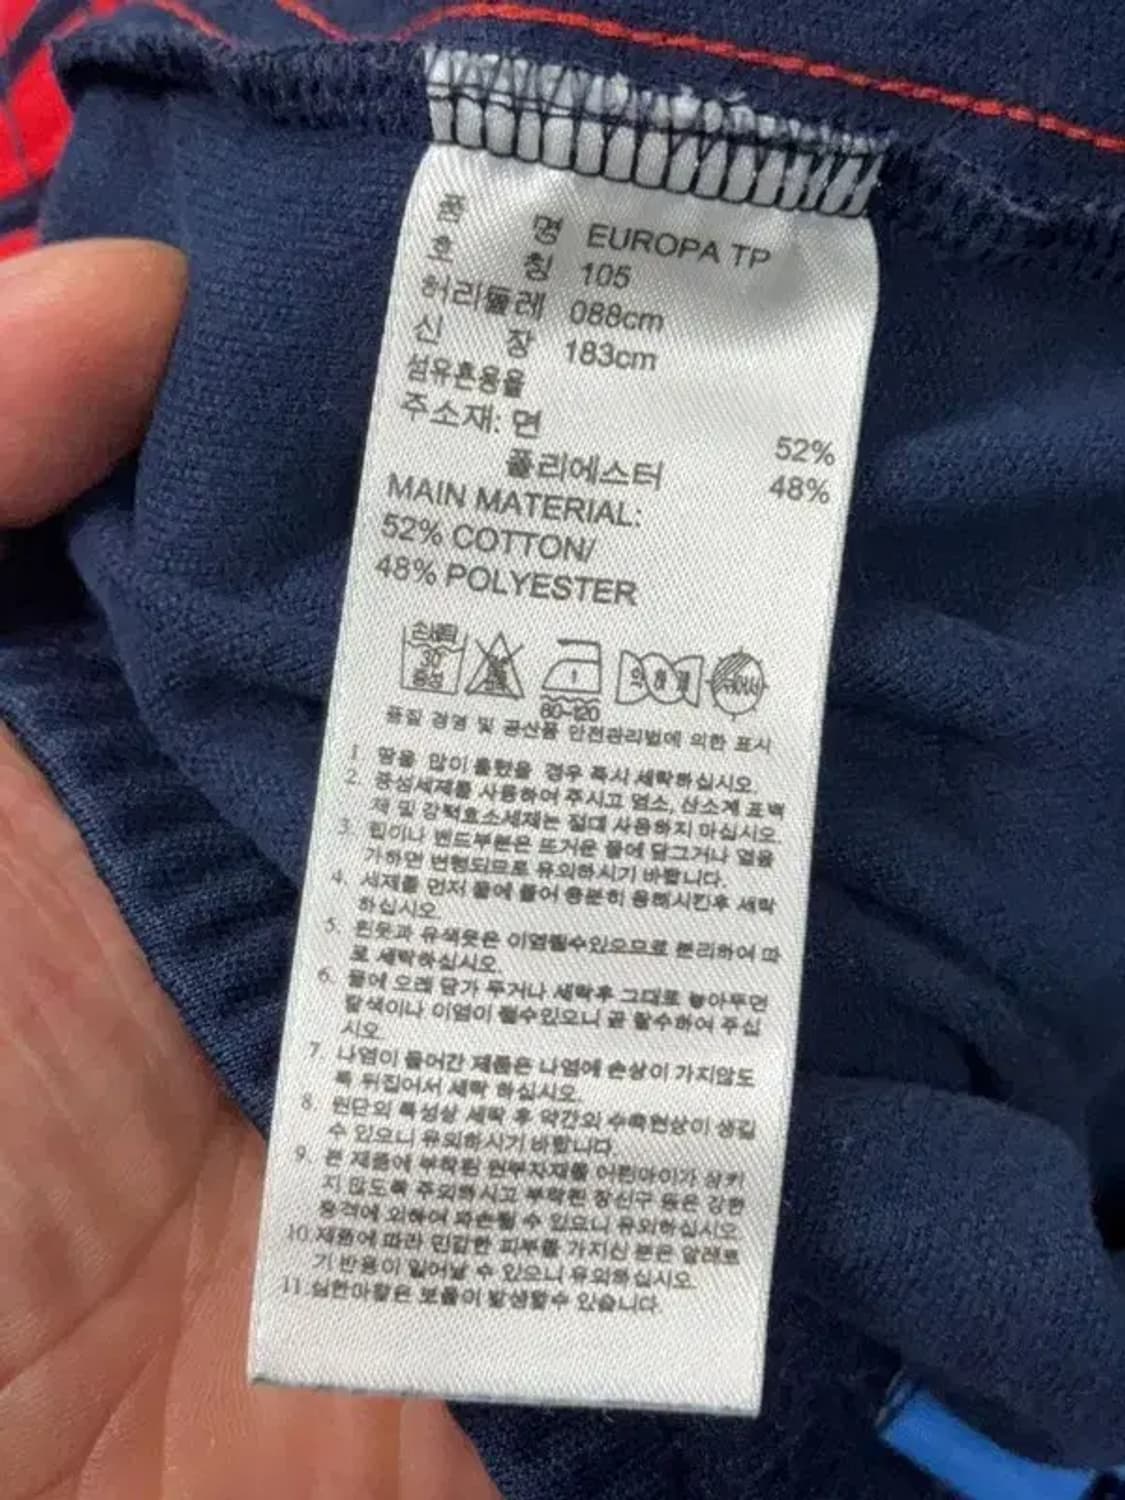 품 명 EUROPA TP
호 칭 105
허리둘레 088cm
신 장 183cm
섬유혼용율
주소재: 면 52%
폴리에스터 48%
MAIN MATERIAL:
52% COTTON/
48% POLYESTER
손세탁
30°
중성
80~120
품질 경영 및 공산품 안전관리법에 의한 표시
1 땀을 많이 흘렸을 경우 즉시 세탁하십시오.
2. 중성세제를 사용하여 주시고 염소, 산소계 표백
제 및 강력효소세제는 절대 사용하지 마십시오.
3. 힙이나 밴드부분은 뜨거운 물에 담그거나 열을
가하면 변형되므로 유의하시기 바랍니다.
4. 세제를 먼저 물에 풀어 충분히 용해시킨후 세탁
하십시오.
5. 흰옷과 유색옷은 이염될수있으므로 분리하여 따
로 세탁하십시오.
6. 물에 오래 담가 두거나 세탁후 그대로 놓아두면
탈색이나 이염이 될수있으니 곧 탈수하여 주십
시오.
7. 나염이 들어간 제품은 나염에 손상이 가지않도
록 뒤집어서 세탁 하십시오.
8. 원단의 특성상 세탁 후 약간의 수축현상이 생길
수 있으니 유의하시기 바랍니다.
9. 본 제품에 부착된 원부자재를 어린아이가 삼키
지 않도록 주의하시고 부착된 장신구 등은 강한
충격에 의하여 파손될 수 있으니 유의하십시오
10.제품에 따라 민감한 피부를 가지신 분은 알레르
기 반응이 일어날 수 있으니 유의하십시오.
11.심한마찰은 보풀이 발생할수 있습니다.